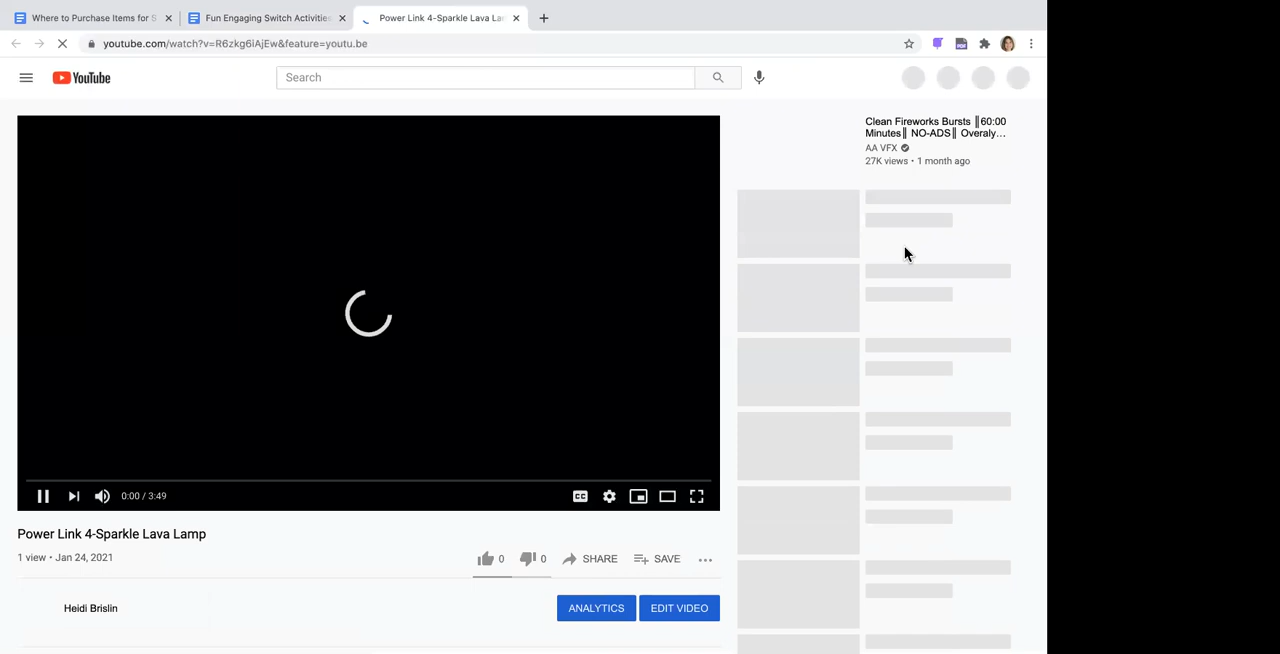 Where to Purchase Items for S
Fun Engaging Switch Activities
Power Link 4-Sparkle Lava La
youtube.com/watch?v=R6zkg6iAjEw&feature=youtu.be
PDF
YouTube
Search
Clean Fireworks Bursts ║60:00
Minutes║ NO-ADS║ Overaly…
AA VFX
27K views • 1 month ago
CC
0:00 / 3:49
Power Link 4-Sparkle Lava Lamp
1 view • Jan 24, 2021
0
0
SHARE
SAVE
Heidi Brislin
ANALYTICS
EDIT VIDEO